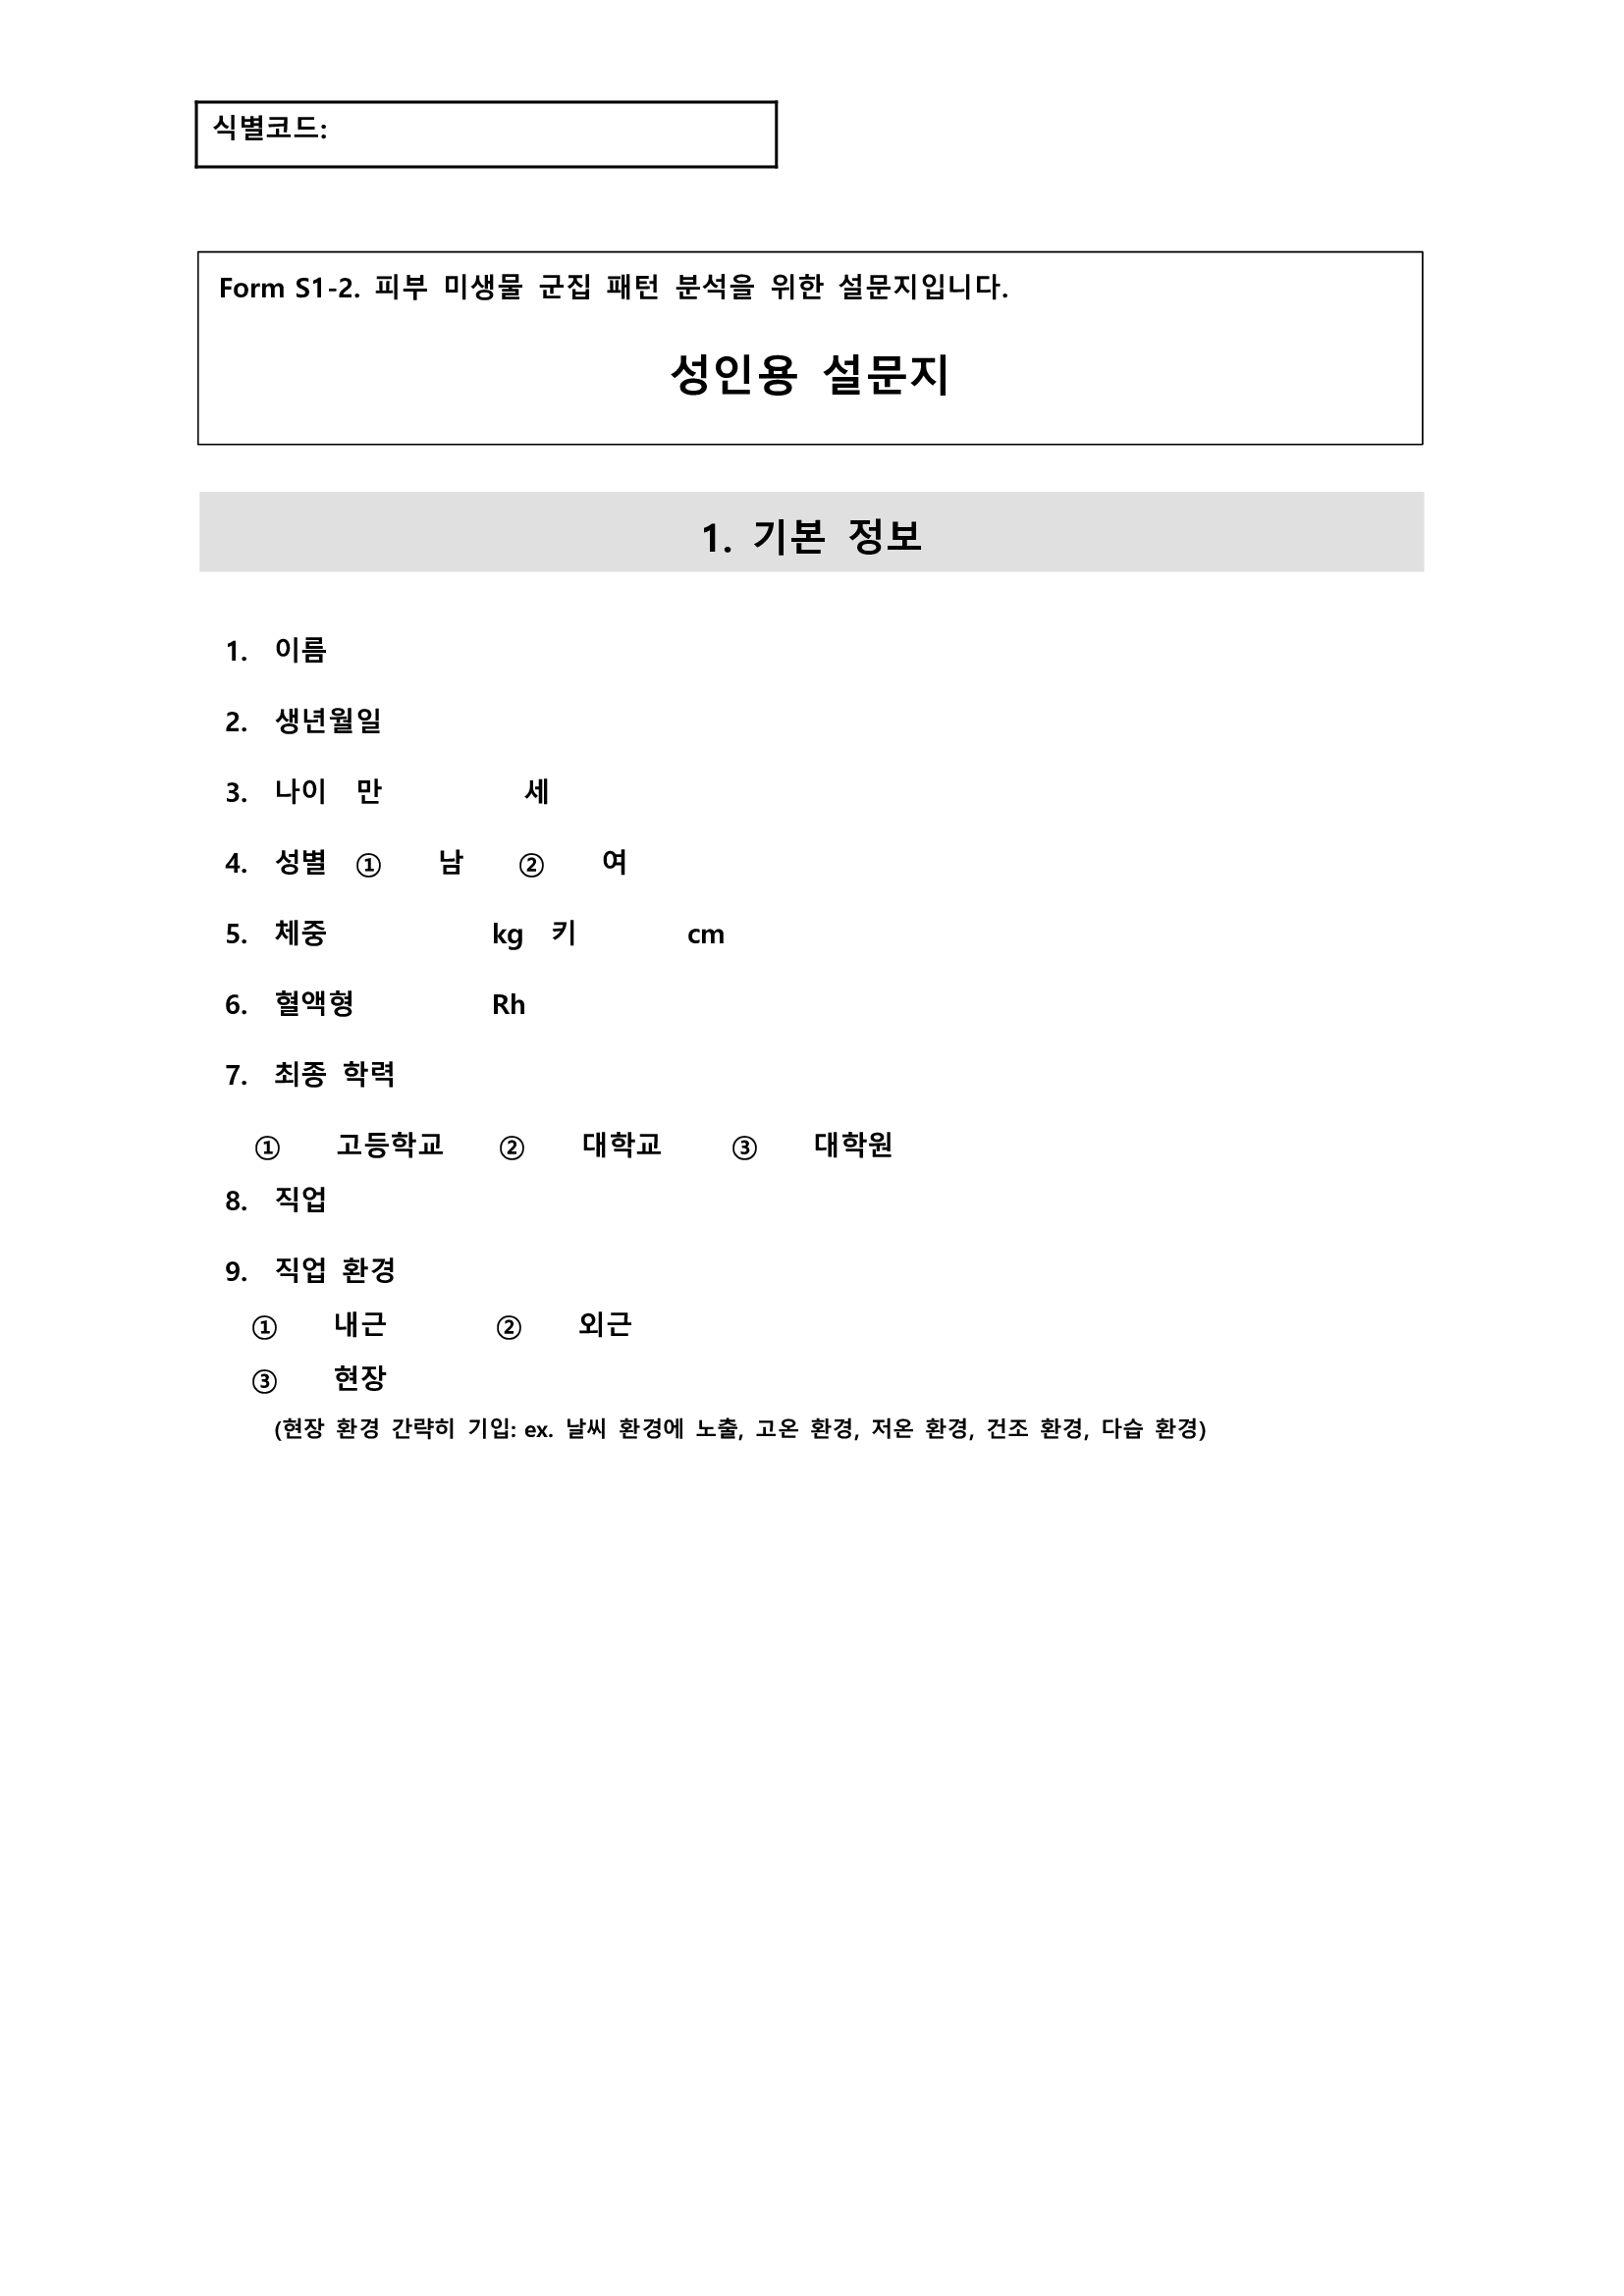 식별코드:
Form S1-2. 피부 미생물 군집 패턴 분석을 위한 설문지입니다.
성인용 설문지
1. 기본 정보
1. 이름
2. 생년월일
3. 나이 만 세
4. 성별 ① 남 ② 여
5. 체중 kg 키 cm
6. 혈액형 Rh
7. 최종 학력
① 고등학교 ② 대학교 ③ 대학원
8. 직업
9. 직업 환경
① 내근 ② 외근
③ 현장
(현장 환경 간략히 기입: ex. 날씨 환경에 노출, 고온 환경, 저온 환경, 건조 환경, 다습 환경)